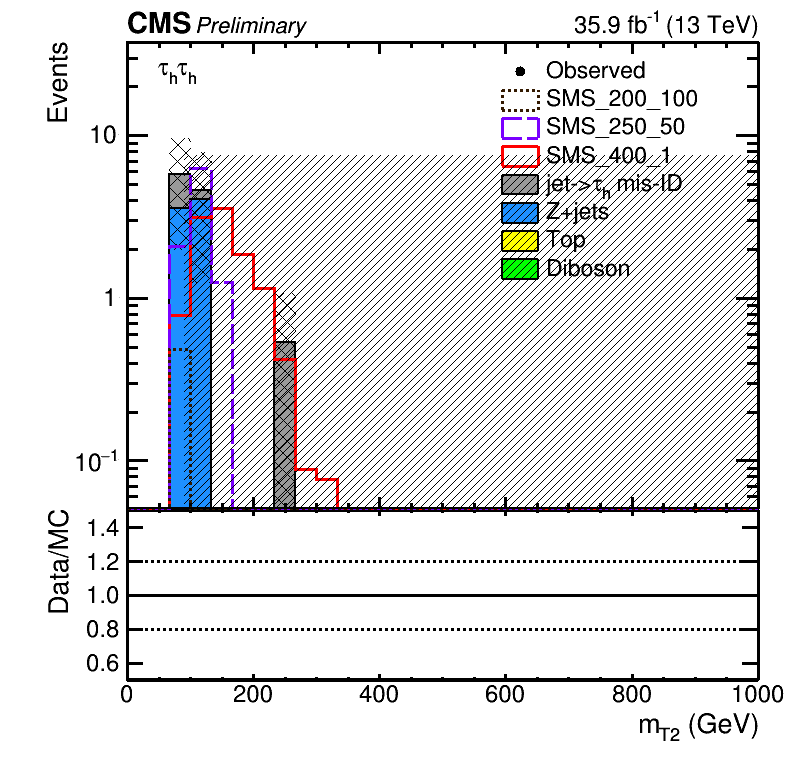 CMS Preliminary 35.9 fb⁻¹ (13 TeV)
τₕτₕ
Observed
SMS_200_100
SMS_250_50
SMS_400_1
jet->τₕ mis-ID
Z+jets
Top
Diboson
Events
10
1
10⁻¹
Data/MC
1.4
1.2
1.0
0.8
0.6
0 200 400 600 800 1000
m_T2 (GeV)